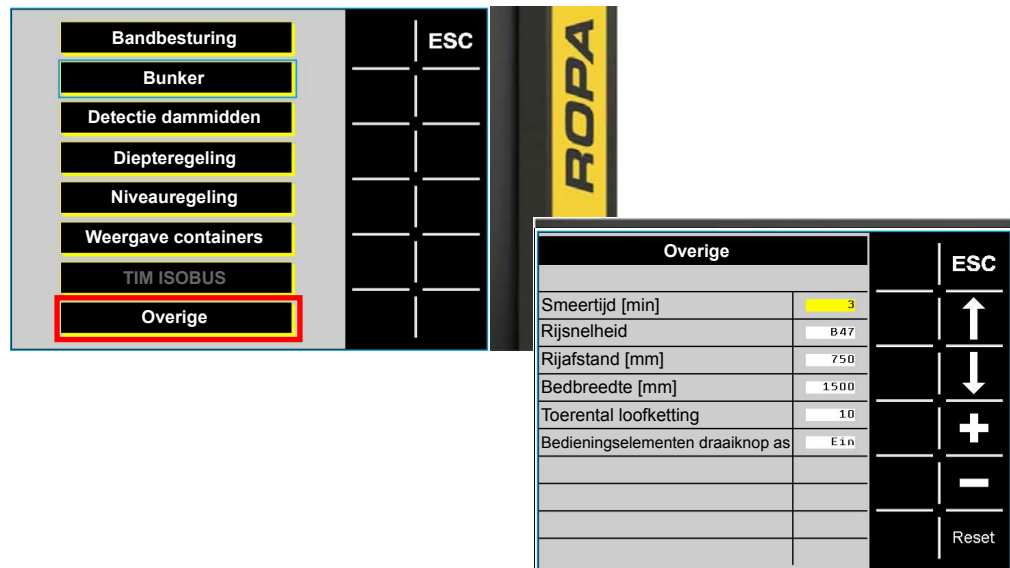 Bandbesturing
ESC
Bunker
Detectie dammidden
Diepteregeling
Niveauregeling
Weergave containers
TIM ISOBUS
Overige
ROPA
Overige
ESC
Smeertijd [min] 3
Rijsnelheid B47
Rijafstand [mm] 750
Bedbreedte [mm] 1500
Toerental loofketting 10
Bedieningselementen draaiknop as Ein
Reset